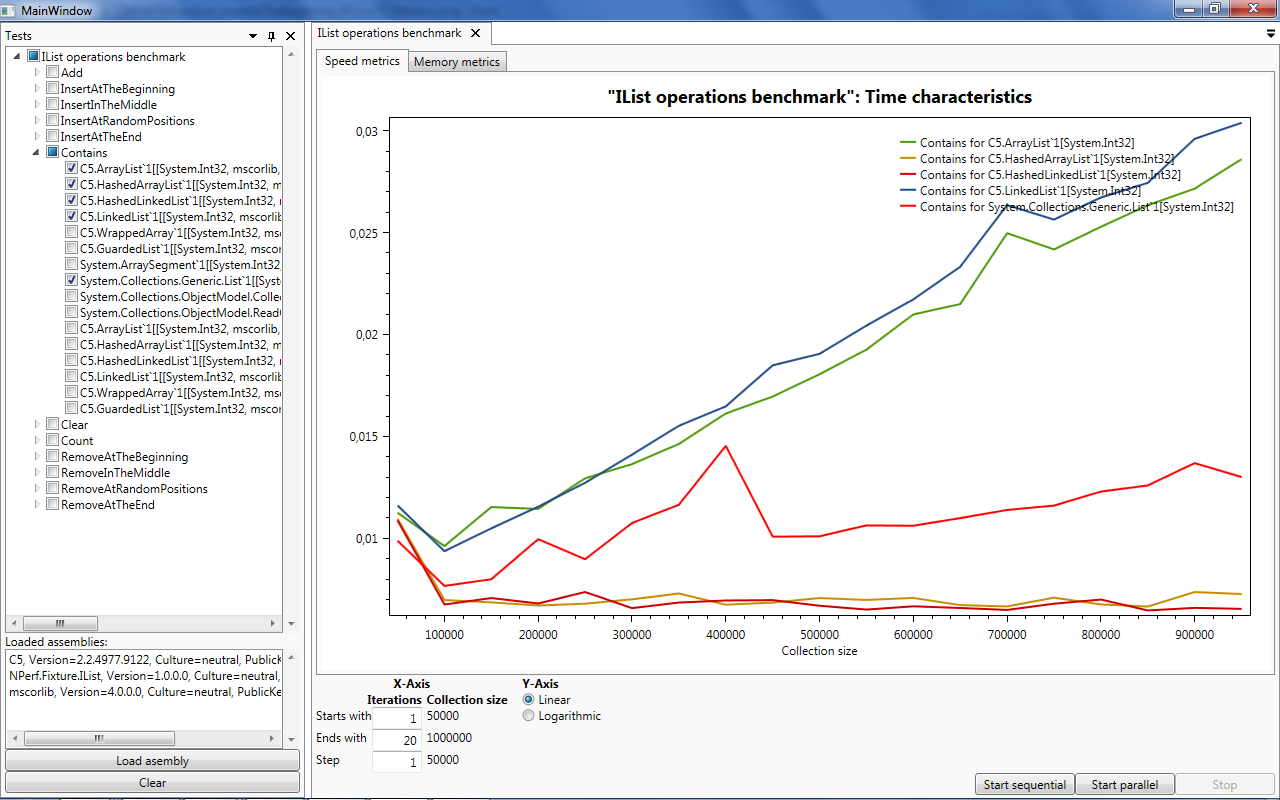 MainWindow
Tests
IList operations benchmark
Add
InsertAtTheBeginning
InsertInTheMiddle
InsertAtRandomPositions
InsertAtTheEnd
Contains
C5.ArrayList`1[[System.Int32, mscorlib,
C5.HashedArrayList`1[[System.Int32, m
C5.HashedLinkedList`1[[System.Int32, r
C5.LinkedList`1[[System.Int32, mscorlib
C5.WrappedArray`1[[System.Int32, msc
C5.GuardedList`1[[System.Int32, mscor
System.ArraySegment`1[[System.Int32,
System.Collections.Generic.List`1[[Syst
System.Collections.ObjectModel.Colle
System.Collections.ObjectModel.Read
C5.ArrayList`1[[System.Int32, mscorlib,
C5.HashedArrayList`1[[System.Int32, m
C5.HashedLinkedList`1[[System.Int32, r
C5.LinkedList`1[[System.Int32, mscorlib
C5.WrappedArray`1[[System.Int32, msc
C5.GuardedList`1[[System.Int32, mscor
Clear
Count
RemoveAtTheBeginning
RemoveInTheMiddle
RemoveAtRandomPositions
RemoveAtTheEnd
Loaded assemblies:
C5, Version=2.2.4977.9122, Culture=neutral, PublicK
NPerf.Fixture.IList, Version=1.0.0.0, Culture=neutral,
mscorlib, Version=4.0.0.0, Culture=neutral, PublicKe
Load asembly
Clear
IList operations benchmark
Speed metrics
Memory metrics
"IList operations benchmark": Time characteristics
Contains for C5.ArrayList`1[System.Int32]
Contains for C5.HashedArrayList`1[System.Int32]
Contains for C5.HashedLinkedList`1[System.Int32]
Contains for C5.LinkedList`1[System.Int32]
Contains for System.Collections.Generic.List`1[System.Int32]
0,03
0,025
0,02
0,015
0,01
100000 200000 300000 400000 500000 600000 700000 800000 900000
Collection size
X-Axis
Iterations Collection size
Starts with 1 50000
Ends with 20 1000000
Step 1 50000
Y-Axis
Linear
Logarithmic
Start sequential
Start parallel
Stop